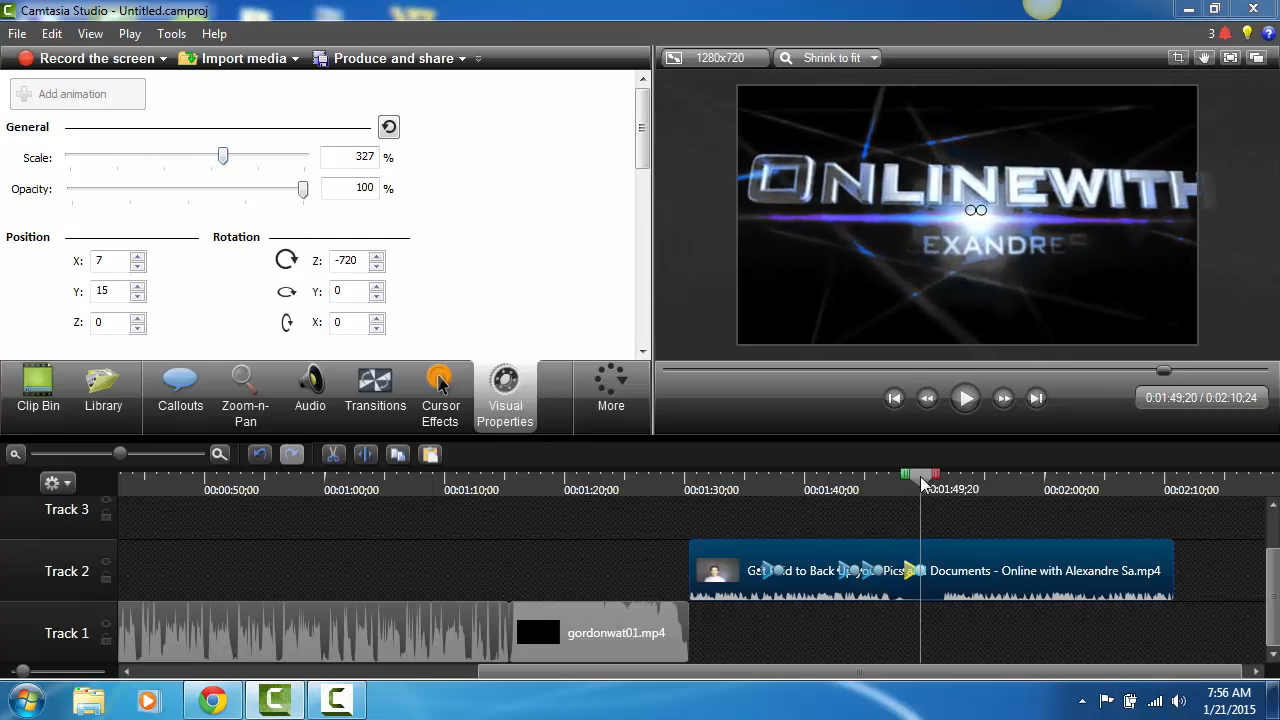 Camtasia Studio - Untitled.camproj
File Edit View Play Tools Help
3
Record the screen Import media Produce and share
1280x720 Shrink to fit
Add animation
General
Scale: 327 %
Opacity: 100 %
Position Rotation
X: 7 Z: -720
Y: 15 Y: 0
Z: 0 X: 0
ONLINEWITH
EXANDRE
Clip Bin Library Callouts Zoom-n-Pan Audio Transitions Cursor Effects Visual Properties More
0:01:49;20 / 0:02:10;24
00:00:50;00 00:01:00;00 00:01:10;00 00:01:20;00 00:01:30;00 00:01:40;00 00:01:49;20 00:02:00;00 00:02:10;00
Track 3
Track 2 Documents - Online with Alexandre Sa.mp4
Track 1 gordonwat01.mp4
7:56 AM
1/21/2015